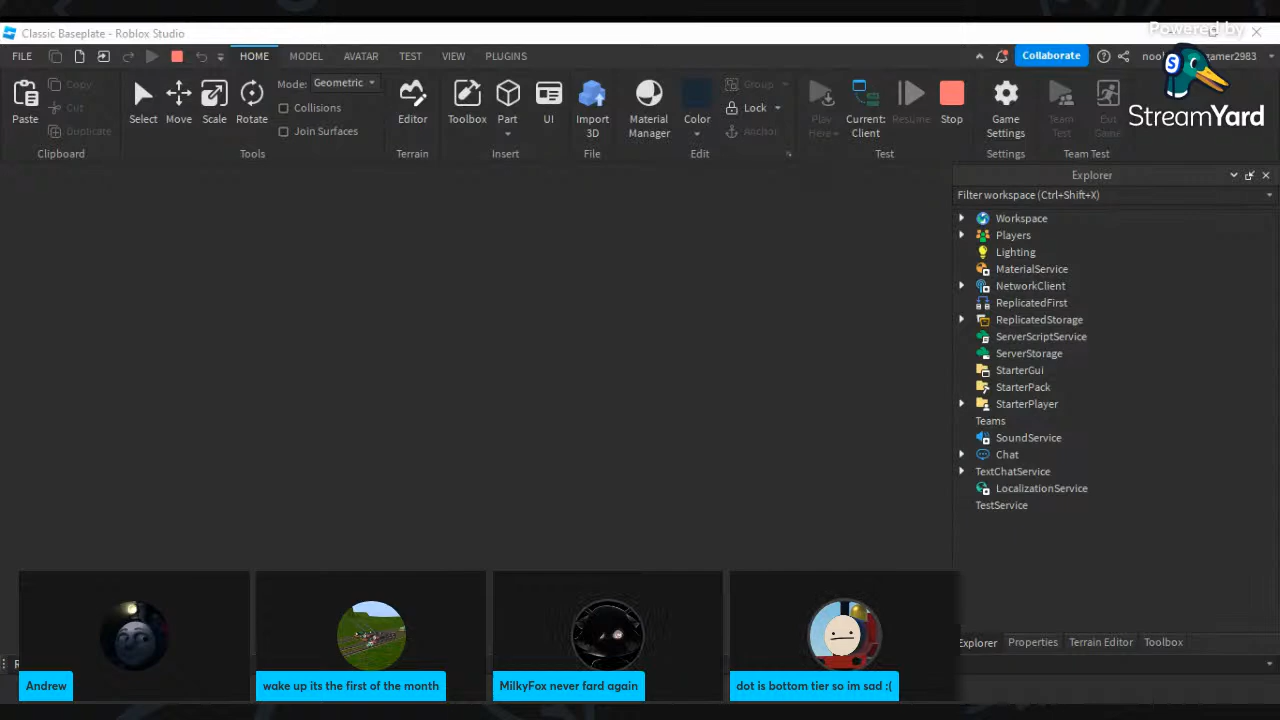 Classic Baseplate - Roblox Studio
Powered by
FILE
HOME
MODEL
AVATAR
TEST
VIEW
PLUGINS
Collaborate
gamer2983
StreamYard
Paste
Copy
Cut
Duplicate
Clipboard
Select
Move
Scale
Rotate
Mode: Geometric
Collisions
Join Surfaces
Tools
Editor
Terrain
Toolbox
Part
UI
Insert
Import
3D
File
Material
Manager
Color
Group
Lock
Anchor
Edit
Play
Here
Current:
Client
Resume
Stop
Test
Game
Settings
Settings
Team
Test
Exit
Game
Team Test
Explorer
Filter workspace (Ctrl+Shift+X)
Workspace
Players
Lighting
MaterialService
NetworkClient
ReplicatedFirst
ReplicatedStorage
ServerScriptService
ServerStorage
StarterGui
StarterPack
StarterPlayer
Teams
SoundService
Chat
TextChatService
LocalizationService
TestService
Explorer
Properties
Terrain Editor
Toolbox
Andrew
wake up its the first of the month
MilkyFox never fard again
dot is bottom tier so im sad :(